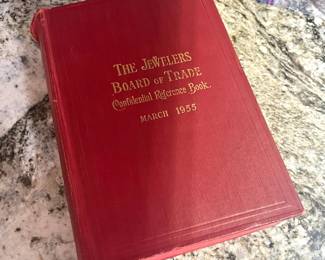 THE JEWELERS
BOARD OF TRADE
Confidential Reference Book.
MARCH 1955